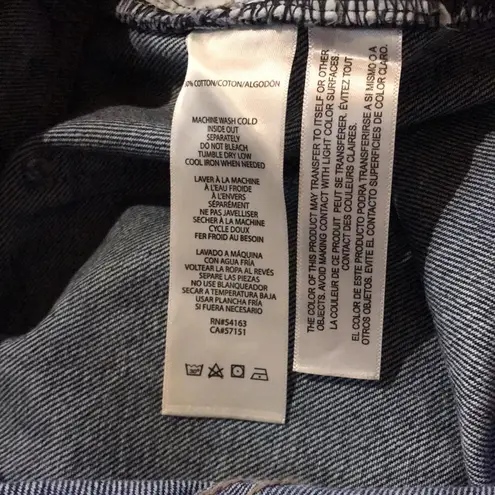 COTTON/COTON/ALGODÓN
MACHINE WASH COLD
INSIDE OUT
SEPARATELY
DO NOT BLEACH
TUMBLE DRY LOW
COOL IRON WHEN NEEDED
LAVER À LA MACHINE
À L'EAU FROIDE
À L'ENVERS
SÉPARÉMENT
NE PAS JAVELLISER
SECHER À LA MACHINE
CYCLE DOUX
FER FROID AU BESOIN
LAVADO A MÁQUINA
CON AGUA FRÍA
VOLTEAR LA ROPA AL REVÉS
SEPARE LAS PIEZAS
NO USE BLANQUEADOR
SECAR A TEMPERATURA BAJA
USAR PLANCHA FRÍA
SI FUERA NECESARIO
RN#54163
CA#57151
THE COLOR OF THIS PRODUCT MAY TRANSFER TO ITSELF OR OTHER
OBJECTS. AVOID MAKING CONTACT WITH LIGHT COLOR SURFACES.
LA COULEUR DE CE PRODUIT PEUT SE TRANSFÉRER. ÉVITEZ TOUT
CONTACT DES COULEURS CLAIRES.
EL COLOR DE ESTE PRODUCTO PODRÍA TRANSFERIRSE A SI MISMO O A
OTROS OBJETOS. EVITE EL CONTACTO SUPERFICIES DE COLOR CLARO.